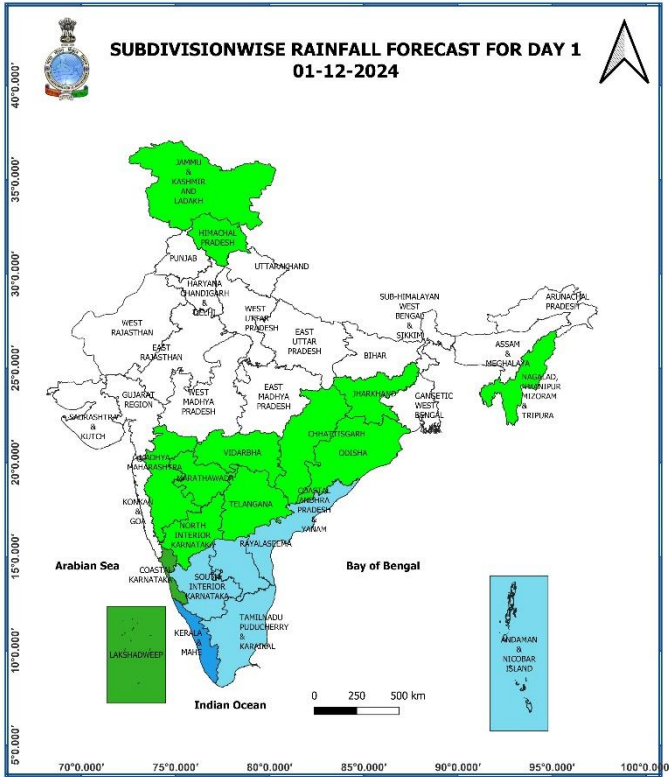 SUBDIVISIONWISE RAINFALL FORECAST FOR DAY 1
01-12-2024
40°0.000'
35°0.000'
30°0.000'
25°0.000'
20°0.000'
15°0.000'
10°0.000'
5°0.000'
JAMMU
&
KASHMIR
AND
LADAKH
HIMACHAL
PRADESH
PUNJAB
UTTARAKHAND
HARYANA
CHANDIGARH
&
DELHI
WEST
RAJASTHAN
EAST
RAJASTHAN
WEST
UTTAR
PRADESH
EAST
UTTAR
PRADESH
SUB-HIMALAYAN
WEST
BENGAL
&
SIKKIM
ARUNACHAL
PRADESH
ASSAM
&
MEGHALAYA
BIHAR
NAGALAD,
MANIPUR
MIZORAM
&
TRIPURA
GUJARAT
REGION
SAURASHTRA
&
KUTCH
WEST
MADHYA
PRADESH
EAST
MADHYA
PRADESH
JHARKHAND
GANGETIC
WEST
BENGAL
CHHATTISGARH
ODISHA
VIDARBHA
MADHYA
MAHARASHTRA
MARATHAWADA
KONKAN
&
GOA
TELANGANA
COASTAL
ANDHRA
PRADESH
&
YANAM
NORTH
INTERIOR
KARNATAKA
RAYALASEEMA
COASTAL
KARNATAKA
SOUTH
INTERIOR
KARNATAKA
Arabian Sea
Bay of Bengal
TAMILNADU
PUDUCHERRY
&
KARAIKAL
KERALA
&
MAHE
LAKSHADWEEP
ANDAMAN
&
NICOBAR
ISLAND
Indian Ocean
0 250 500 km
70°0.000' 75°0.000' 80°0.000' 85°0.000' 90°0.000' 95°0.000' 100°0.000'